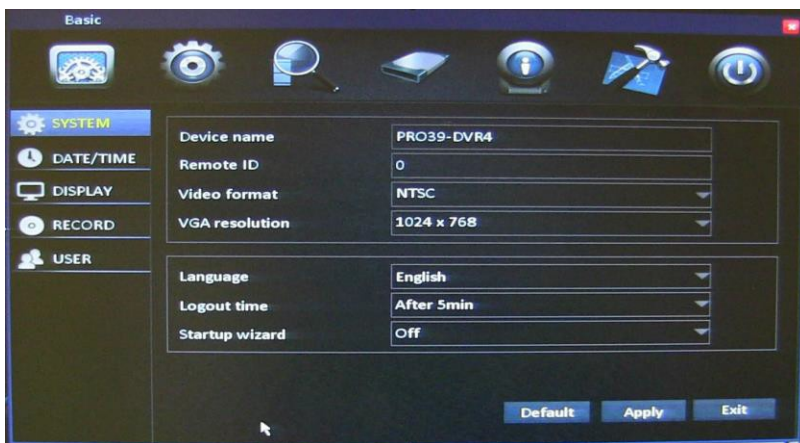 Basic
SYSTEM
DATE/TIME
DISPLAY
RECORD
USER
Device name PRO39-DVR4
Remote ID 0
Video format NTSC
VGA resolution 1024 x 768
Language English
Logout time After 5min
Startup wizard Off
Default Apply Exit